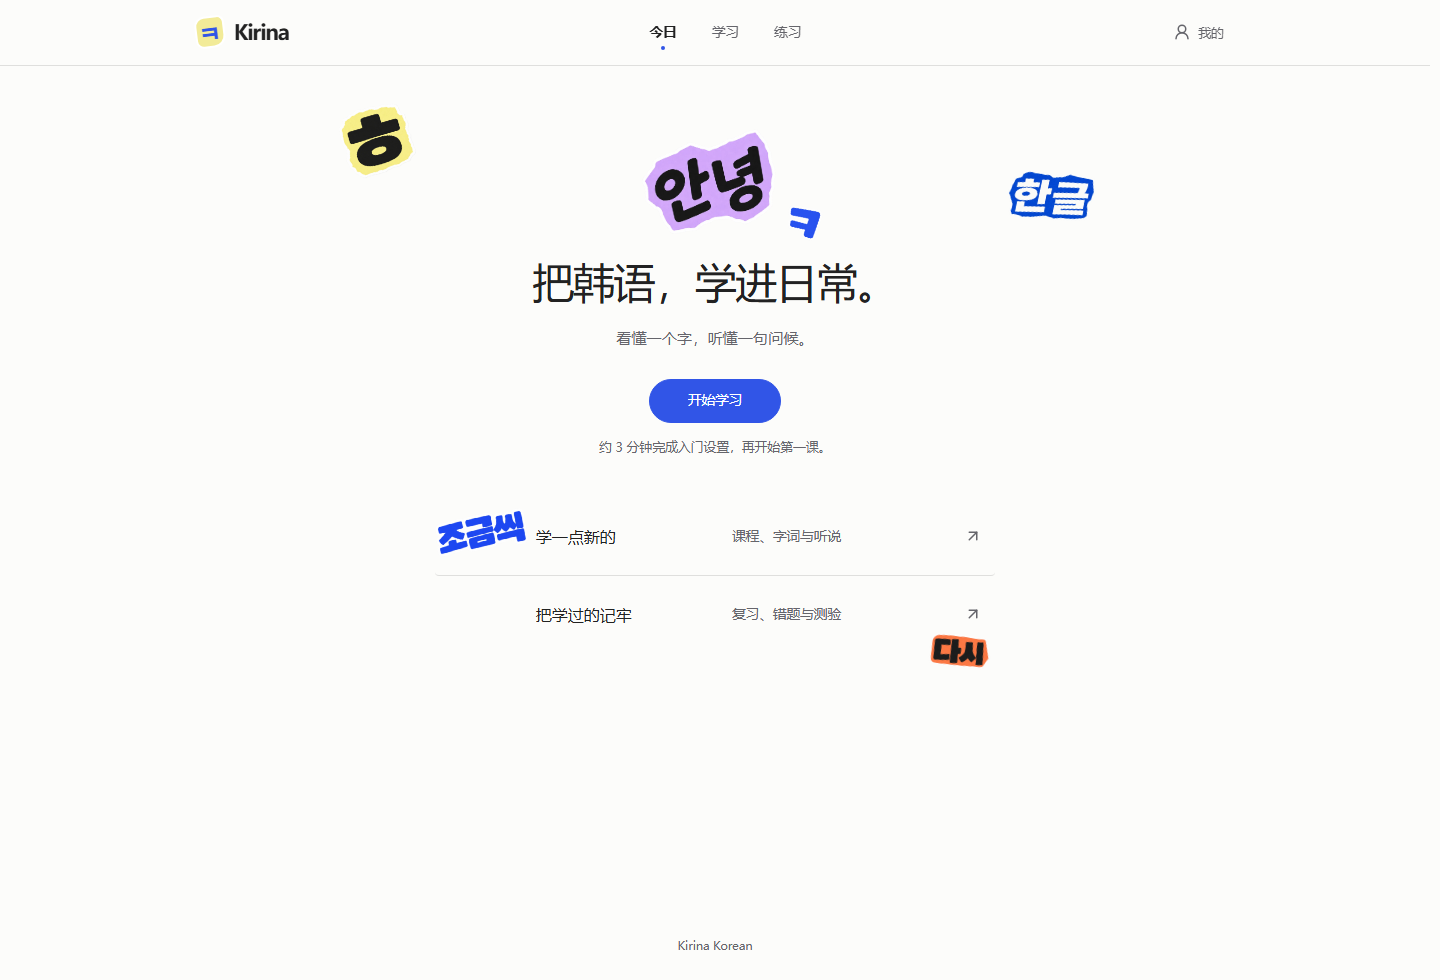 ㅋ Kirina
今日 学习 练习
我的
ㅎ
안녕
ㅋ
한글
把韩语，学进日常。
看懂一个字，听懂一句问候。
开始学习
约 3 分钟完成入门设置，再开始第一课。
조금씩 学一点新的 课程、字词与听说
把学过的记牢 复习、错题与测验
다시
Kirina Korean